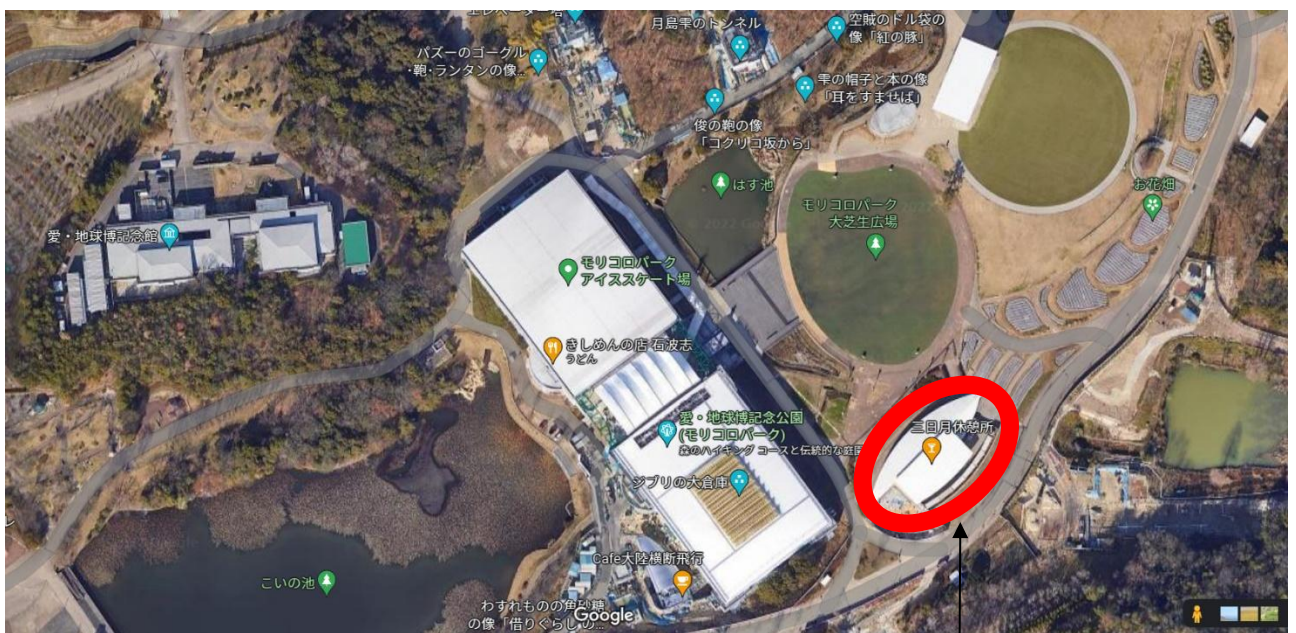 エレベーター塔
月島雫のトンネル
空賊のドル袋の
像「紅の豚」
パズーのゴーグル
・鞄・ランタンの像...
雫の帽子と本の像
「耳をすませば」
俊の鞄の像
「コクリコ坂から」
はす池
お花畑
モリコロパーク
大芝生広場
愛・地球博記念館
モリコロパーク
アイススケート場
きしめんの店 石波志
うどん
愛・地球博記念公園
(モリコロパーク)
森のハイキング コースと伝統的な庭園
三日月休憩所
ジブリの大倉庫
Cafe大陸横断飛行
こいの池
わすれものの角砂糖
の像「借りぐらしの...
Google